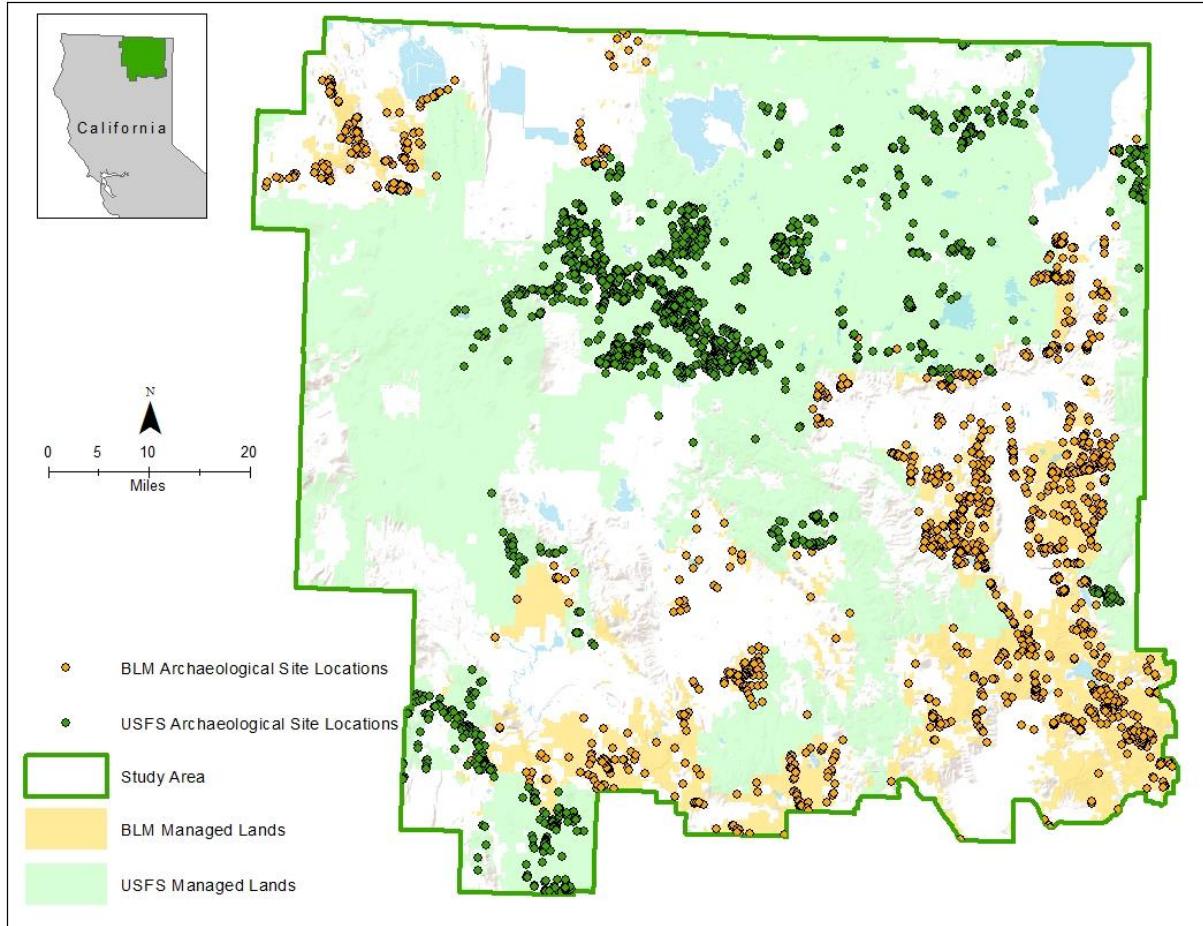 California
N
0 5 10 20
Miles
BLM Archaeological Site Locations
USFS Archaeological Site Locations
Study Area
BLM Managed Lands
USFS Managed Lands